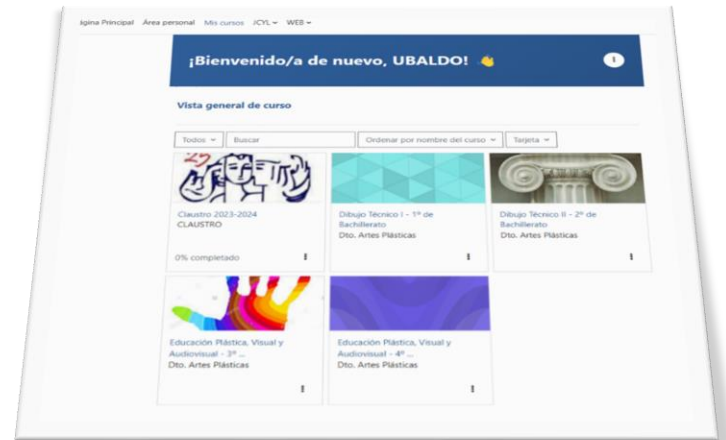 ágina Principal Área personal Mis cursos JCYL WEB
¡Bienvenido/a de nuevo, UBALDO! 👋
Vista general de curso
Todos Buscar Ordenar por nombre del curso Tarjeta
Claustro 2023-2024
CLAUSTRO
0% completado
Dibujo Técnico I - 1º de
Bachillerato
Dto. Artes Plásticas
Dibujo Técnico II - 2º de
Bachillerato
Dto. Artes Plásticas
Educación Plástica, Visual y
Audiovisual - 3º ...
Dto. Artes Plásticas
Educación Plástica, Visual y
Audiovisual - 4º ...
Dto. Artes Plásticas